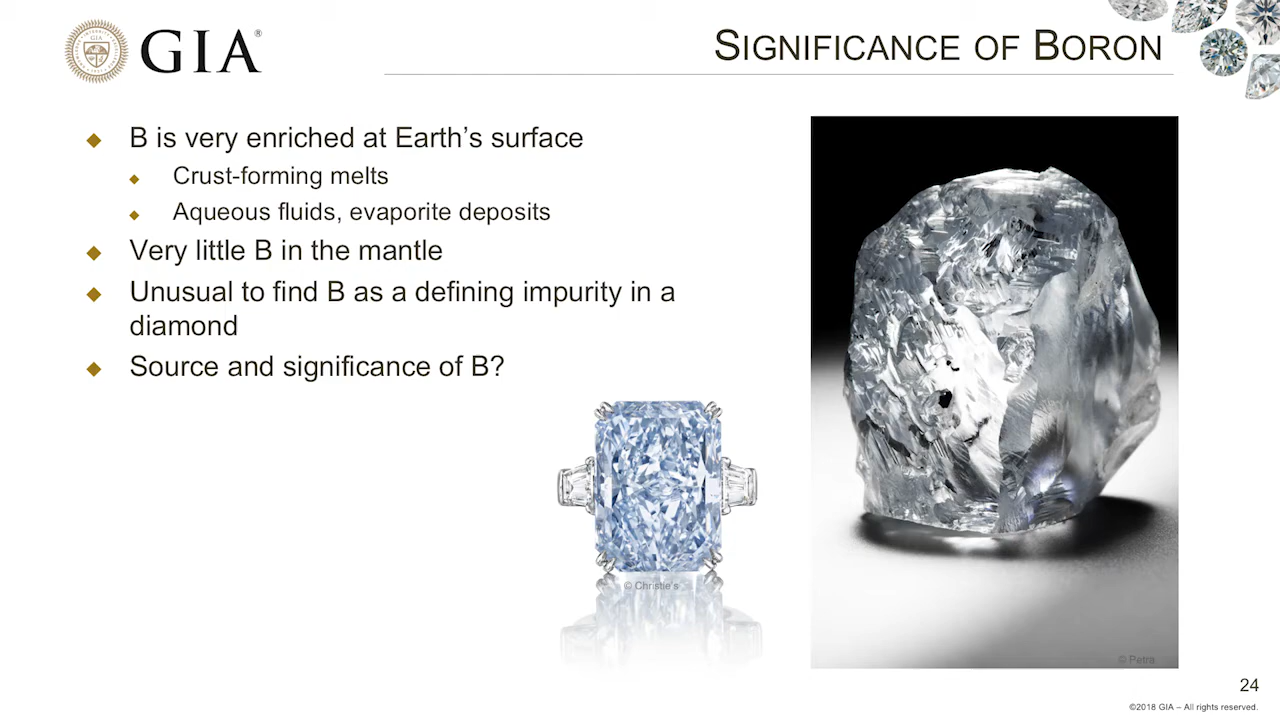 GIA®
SIGNIFICANCE OF BORON
B is very enriched at Earth's surface
Crust-forming melts
Aqueous fluids, evaporite deposits
Very little B in the mantle
Unusual to find B as a defining impurity in a
diamond
Source and significance of B?
© Christie's
© Petra
24
©2018 GIA – All rights reserved.